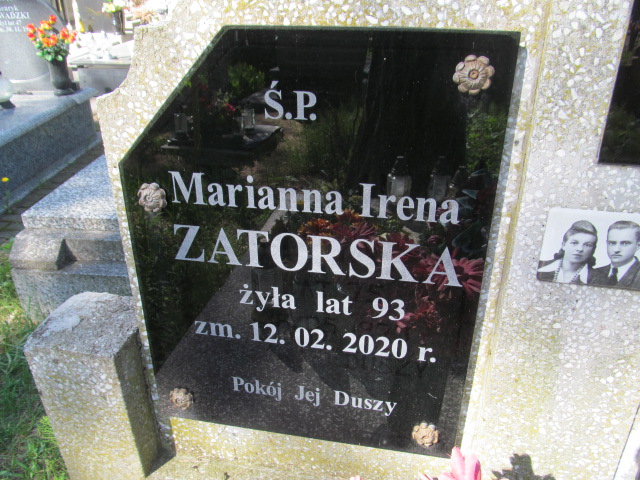 Ś.P.
Marianna Irena
ZATORSKA
żyła lat 93
zm. 12. 02. 2020 r.
Pokój Jej Duszy